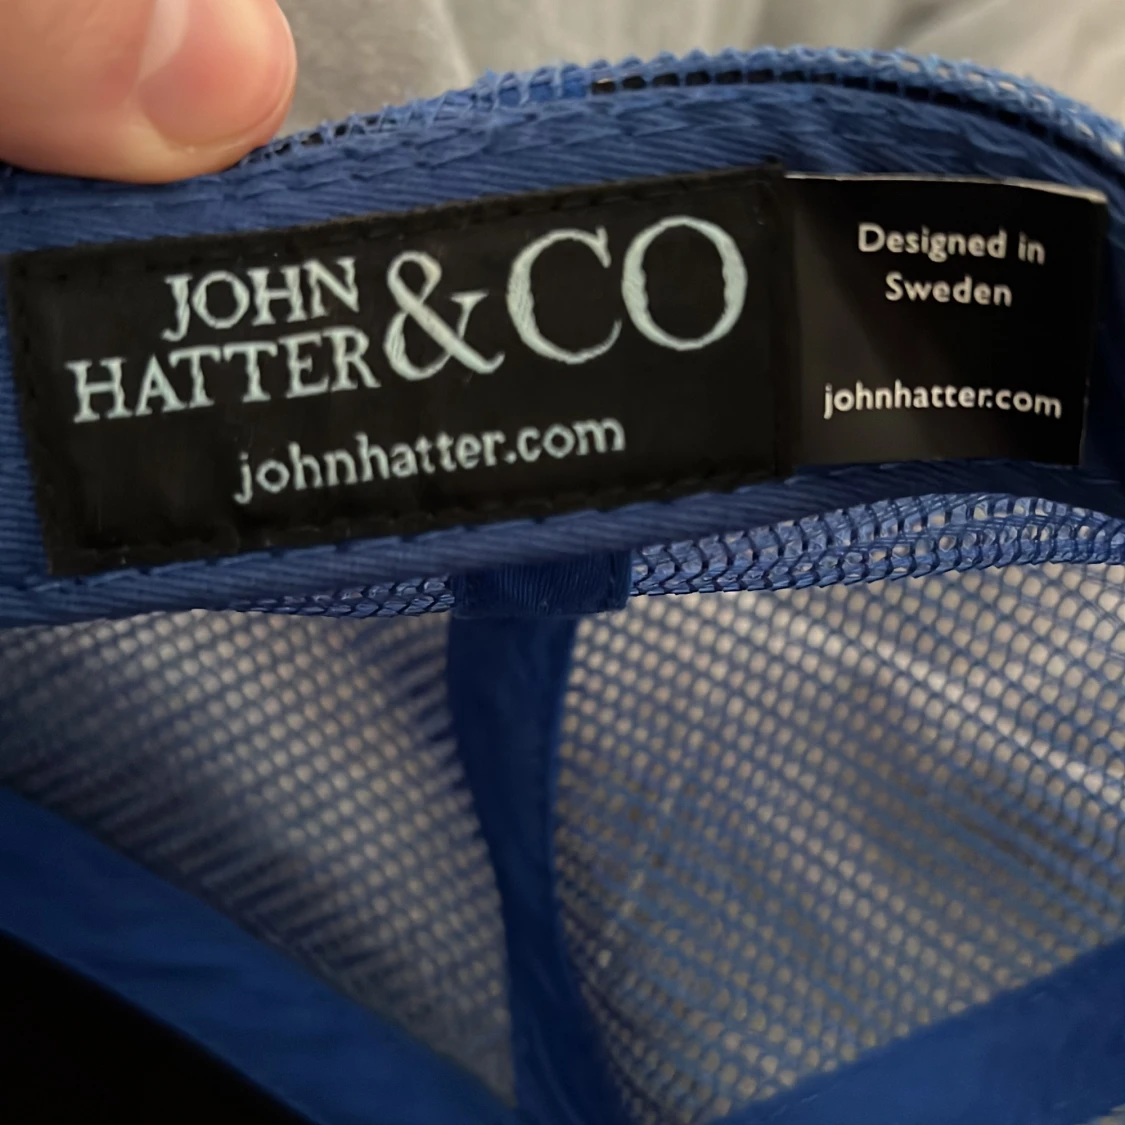 JOHN
HATTER & CO
johnhatter.com
Designed in
Sweden
johnhatter.com